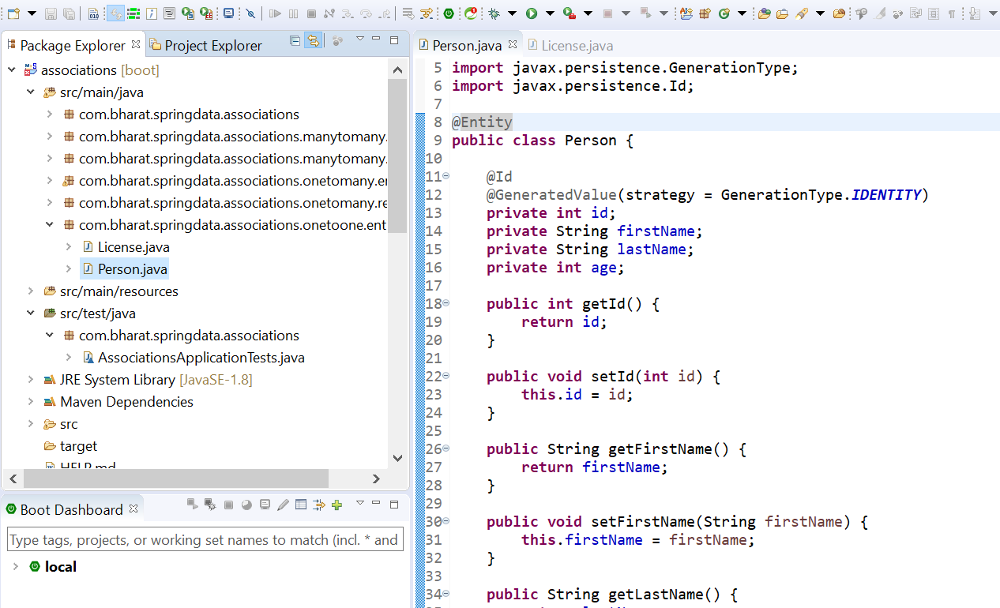 Package Explorer
Project Explorer
associations [boot]
src/main/java
com.bharat.springdata.associations
com.bharat.springdata.associations.manytomany.
com.bharat.springdata.associations.manytomany.
com.bharat.springdata.associations.onetomany.er
com.bharat.springdata.associations.onetomany.re
com.bharat.springdata.associations.onetoone.ent
License.java
Person.java
src/main/resources
src/test/java
com.bharat.springdata.associations
AssociationsApplicationTests.java
JRE System Library [JavaSE-1.8]
Maven Dependencies
src
target
HELP.md
Boot Dashboard
Type tags, projects, or working set names to match (incl. * and
local
Person.java
License.java
5 import javax.persistence.GenerationType;
6 import javax.persistence.Id;
7
8 @Entity
9 public class Person {
10
11 @Id
12 @GeneratedValue(strategy = GenerationType.IDENTITY)
13 private int id;
14 private String firstName;
15 private String lastName;
16 private int age;
17
18 public int getId() {
19 return id;
20 }
21
22 public void setId(int id) {
23 this.id = id;
24 }
25
26 public String getFirstName() {
27 return firstName;
28 }
29
30 public void setFirstName(String firstName) {
31 this.firstName = firstName;
32 }
33
34 public String getLastName() {